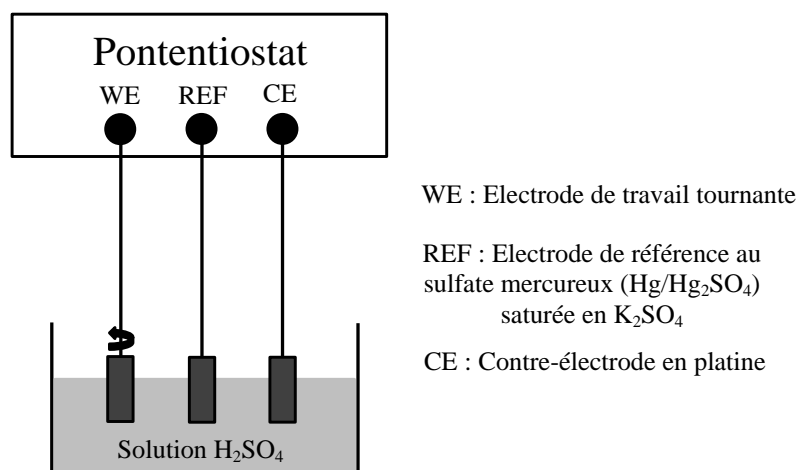 Pontentiostat
WE REF CE
WE : Electrode de travail tournante
REF : Electrode de référence au
sulfate mercureux (Hg/Hg₂SO₄)
saturée en K₂SO₄
CE : Contre-électrode en platine
Solution H₂SO₄